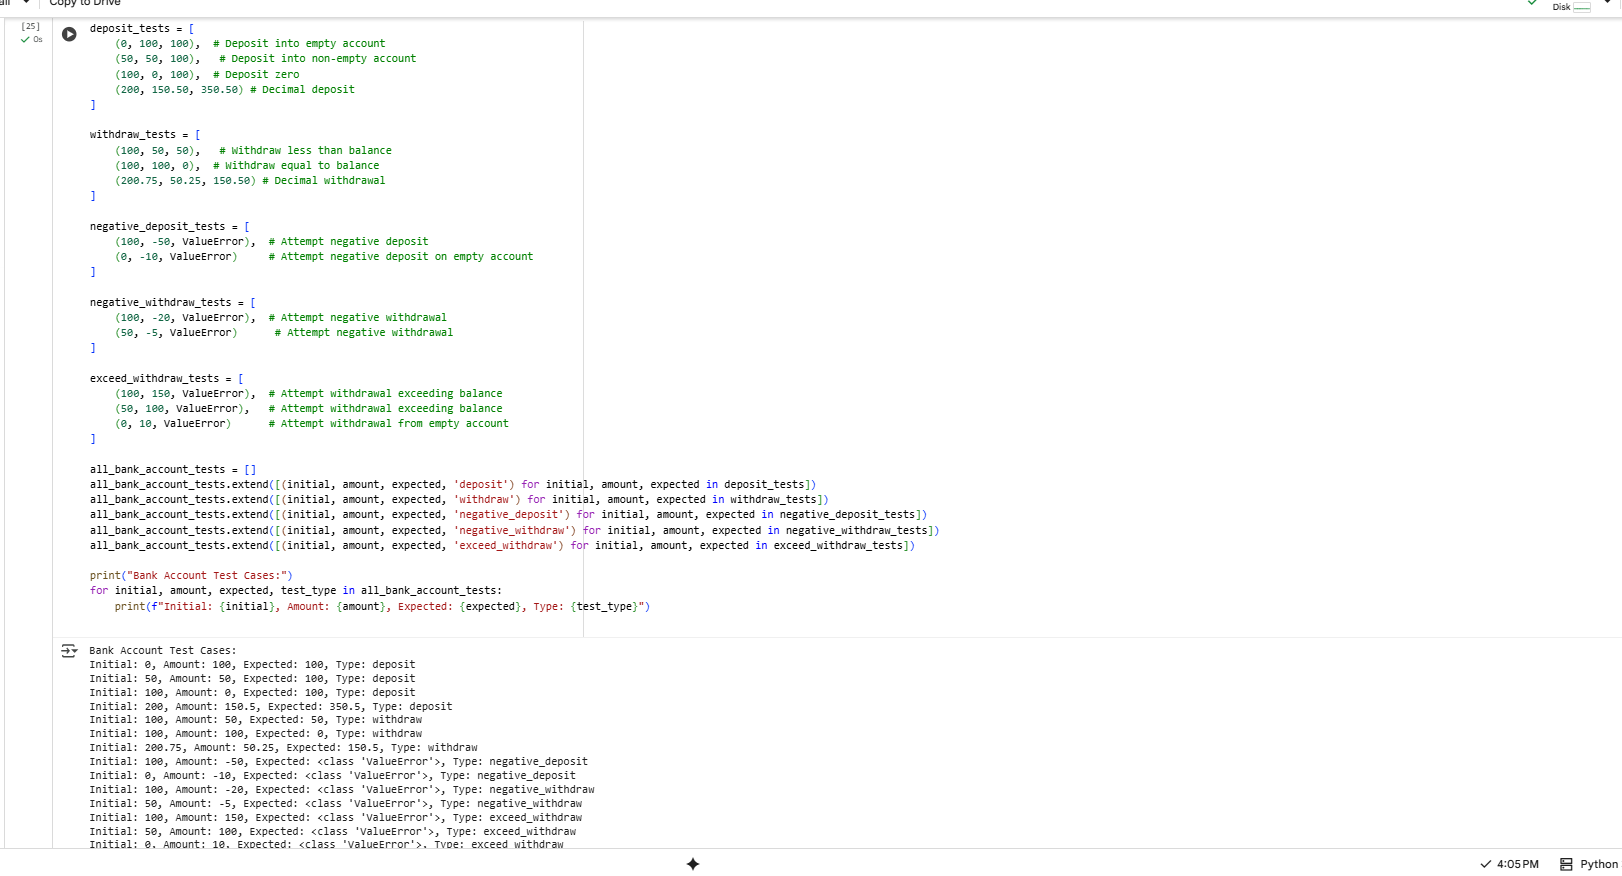 all
Copy to Drive
Disk
[25]
0s
deposit_tests = [
    (0, 100, 100),  # Deposit into empty account
    (50, 50, 100),   # Deposit into non-empty account
    (100, 0, 100),  # Deposit zero
    (200, 150.50, 350.50) # Decimal deposit
]
withdraw_tests = [
    (100, 50, 50),   # Withdraw less than balance
    (100, 100, 0),  # Withdraw equal to balance
    (200.75, 50.25, 150.50) # Decimal withdrawal
]
negative_deposit_tests = [
    (100, -50, ValueError),  # Attempt negative deposit
    (0, -10, ValueError)     # Attempt negative deposit on empty account
]
negative_withdraw_tests = [
    (100, -20, ValueError),  # Attempt negative withdrawal
    (50, -5, ValueError)      # Attempt negative withdrawal
]
exceed_withdraw_tests = [
    (100, 150, ValueError),  # Attempt withdrawal exceeding balance
    (50, 100, ValueError),   # Attempt withdrawal exceeding balance
    (0, 10, ValueError)      # Attempt withdrawal from empty account
]
all_bank_account_tests = []
all_bank_account_tests.extend([(initial, amount, expected, 'deposit') for initial, amount, expected in deposit_tests])
all_bank_account_tests.extend([(initial, amount, expected, 'withdraw') for initial, amount, expected in withdraw_tests])
all_bank_account_tests.extend([(initial, amount, expected, 'negative_deposit') for initial, amount, expected in negative_deposit_tests])
all_bank_account_tests.extend([(initial, amount, expected, 'negative_withdraw') for initial, amount, expected in negative_withdraw_tests])
all_bank_account_tests.extend([(initial, amount, expected, 'exceed_withdraw') for initial, amount, expected in exceed_withdraw_tests])
print("Bank Account Test Cases:")
for initial, amount, expected, test_type in all_bank_account_tests:
    print(f"Initial: {initial}, Amount: {amount}, Expected: {expected}, Type: {test_type}")
Bank Account Test Cases:
Initial: 0, Amount: 100, Expected: 100, Type: deposit
Initial: 50, Amount: 50, Expected: 100, Type: deposit
Initial: 100, Amount: 0, Expected: 100, Type: deposit
Initial: 200, Amount: 150.5, Expected: 350.5, Type: deposit
Initial: 100, Amount: 50, Expected: 50, Type: withdraw
Initial: 100, Amount: 100, Expected: 0, Type: withdraw
Initial: 200.75, Amount: 50.25, Expected: 150.5, Type: withdraw
Initial: 100, Amount: -50, Expected: <class 'ValueError'>, Type: negative_deposit
Initial: 0, Amount: -10, Expected: <class 'ValueError'>, Type: negative_deposit
Initial: 100, Amount: -20, Expected: <class 'ValueError'>, Type: negative_withdraw
Initial: 50, Amount: -5, Expected: <class 'ValueError'>, Type: negative_withdraw
Initial: 100, Amount: 150, Expected: <class 'ValueError'>, Type: exceed_withdraw
Initial: 50, Amount: 100, Expected: <class 'ValueError'>, Type: exceed_withdraw
Initial: 0, Amount: 10, Expected: <class 'ValueError'>, Type: exceed_withdraw
4:05 PM
Python